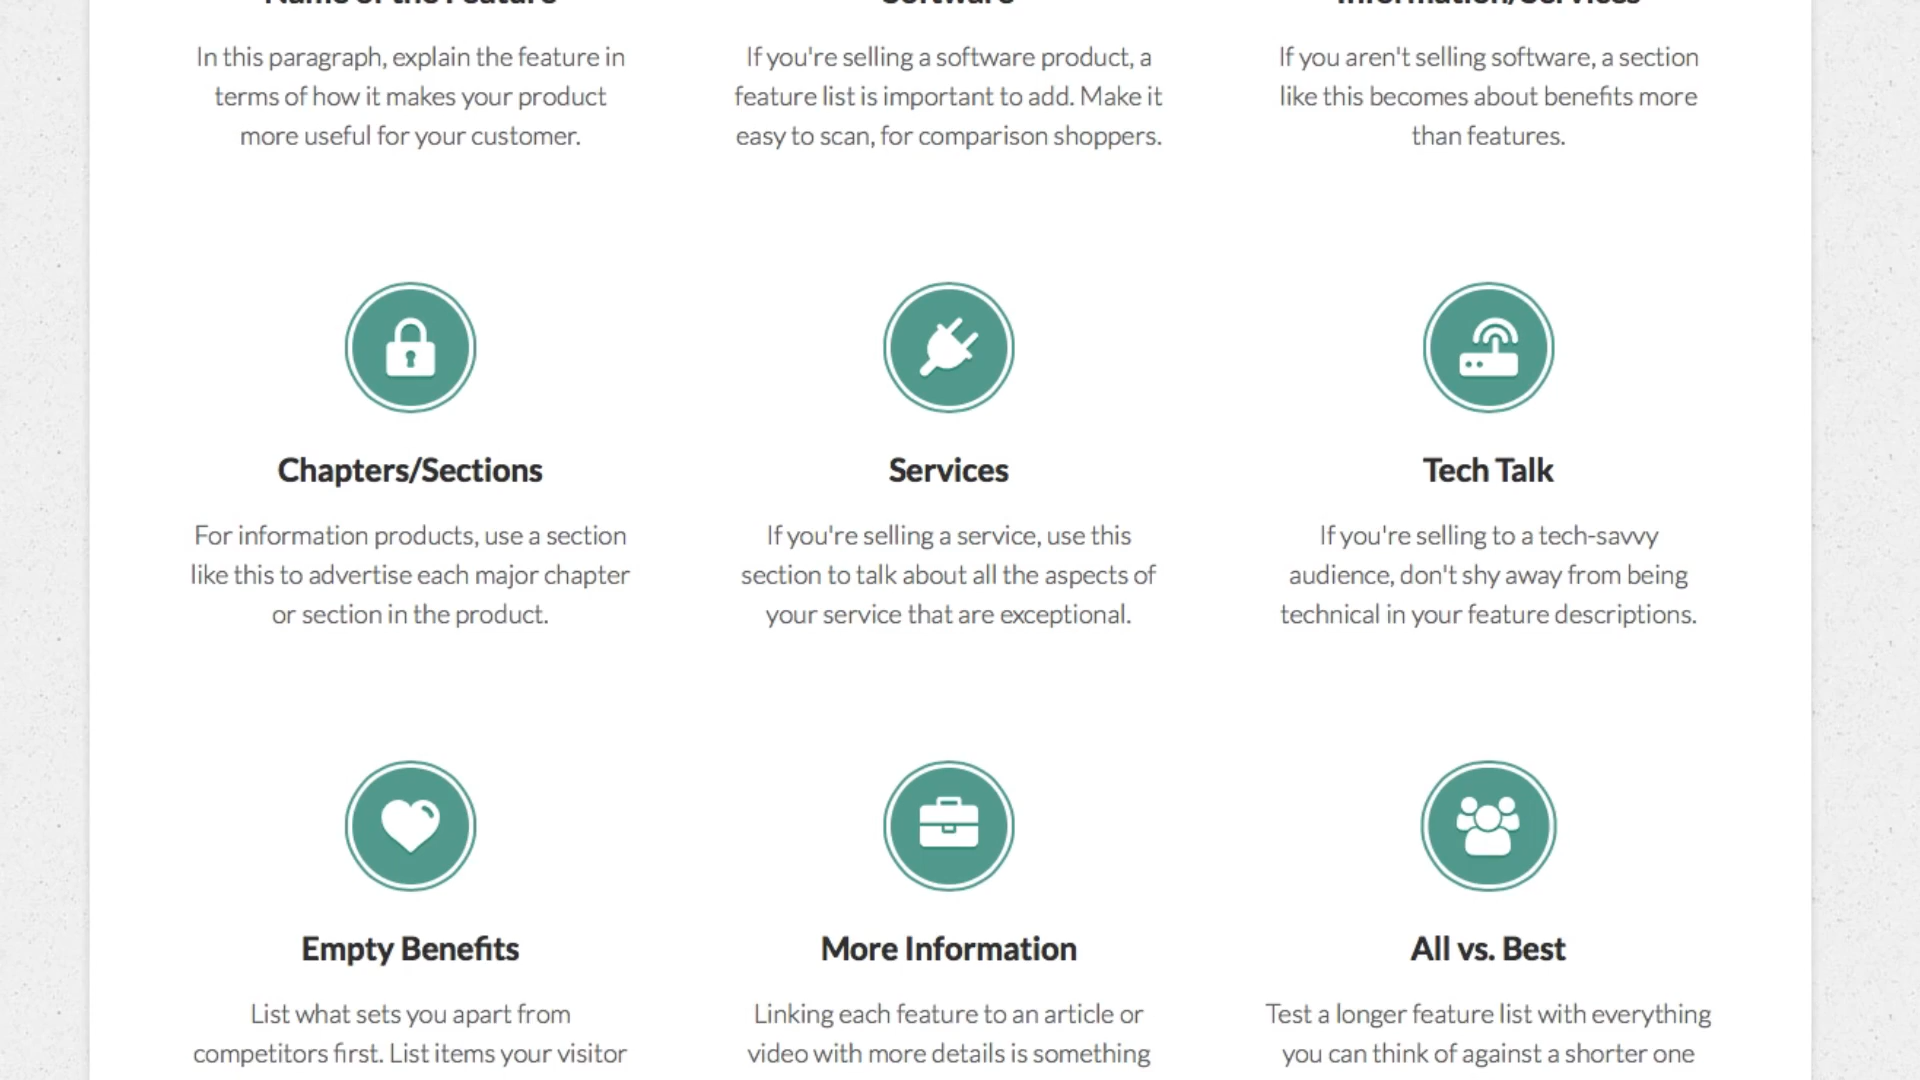 Name of the Feature
In this paragraph, explain the feature in
terms of how it makes your product
more useful for your customer.
Software
If you're selling a software product, a
feature list is important to add. Make it
easy to scan, for comparison shoppers.
Information/Services
If you aren't selling software, a section
like this becomes about benefits more
than features.
Chapters/Sections
For information products, use a section
like this to advertise each major chapter
or section in the product.
Services
If you're selling a service, use this
section to talk about all the aspects of
your service that are exceptional.
Tech Talk
If you're selling to a tech-savvy
audience, don't shy away from being
technical in your feature descriptions.
Empty Benefits
List what sets you apart from
competitors first. List items your visitor
More Information
Linking each feature to an article or
video with more details is something
All vs. Best
Test a longer feature list with everything
you can think of against a shorter one